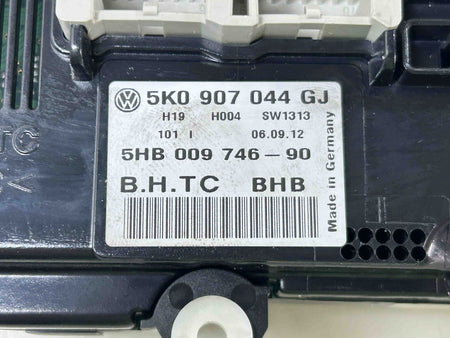 5K0 907 044 GJ
H19 H004 SW1313
101 I 06.09.12
5HB 009 746-90
B.H.TC BHB
Made in Germany
TC